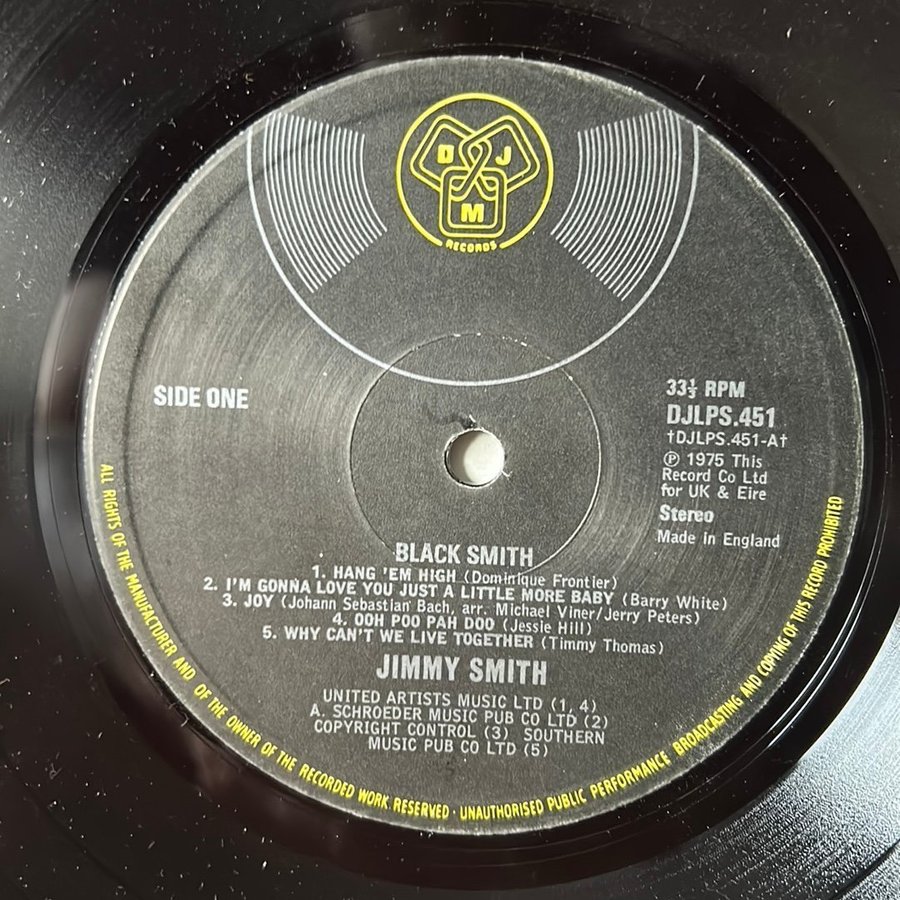 D J
M
RECORDS
SIDE ONE
33⅓ RPM
DJLPS.451
†DJLPS.451-A†
℗ 1975 This
Record Co Ltd
for UK & Eire
Stereo
Made in England
BLACK SMITH
1. HANG 'EM HIGH (Dominique Frontier)
2. I'M GONNA LOVE YOU JUST A LITTLE MORE BABY (Barry White)
3. JOY (Johann Sebastian Bach, arr. Michael Viner/Jerry Peters)
4. OOH POO PAH DOO (Jessie Hill)
5. WHY CAN'T WE LIVE TOGETHER (Timmy Thomas)
JIMMY SMITH
UNITED ARTISTS MUSIC LTD (1, 4)
A. SCHROEDER MUSIC PUB CO LTD (2)
COPYRIGHT CONTROL (3) SOUTHERN
MUSIC PUB CO LTD (5)
ALL RIGHTS OF THE MANUFACTURER AND OF THE OWNER OF THE RECORDED WORK RESERVED · UNAUTHORISED PUBLIC PERFORMANCE BROADCASTING AND COPYING OF THIS RECORD PROHIBITED